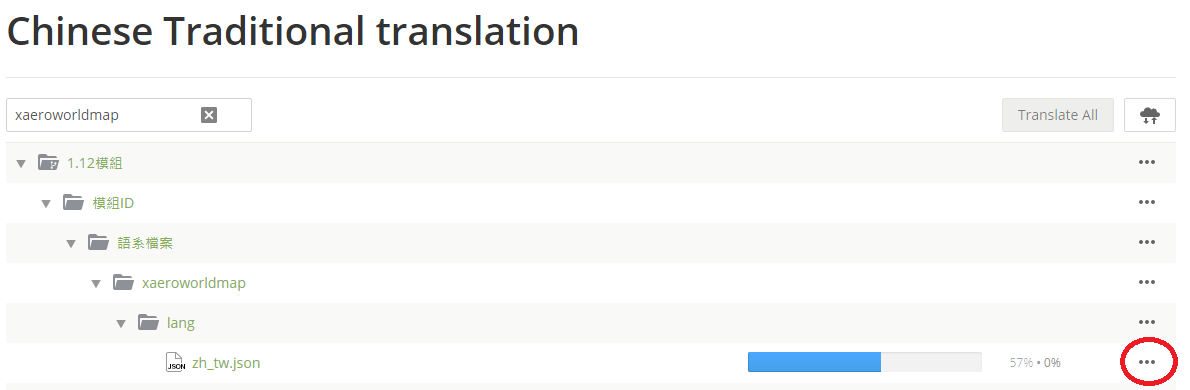 Chinese Traditional translation
xaeroworldmap
Translate All
1.12模組
模組ID
語系檔案
xaeroworldmap
lang
JSON zh_tw.json 57% • 0%